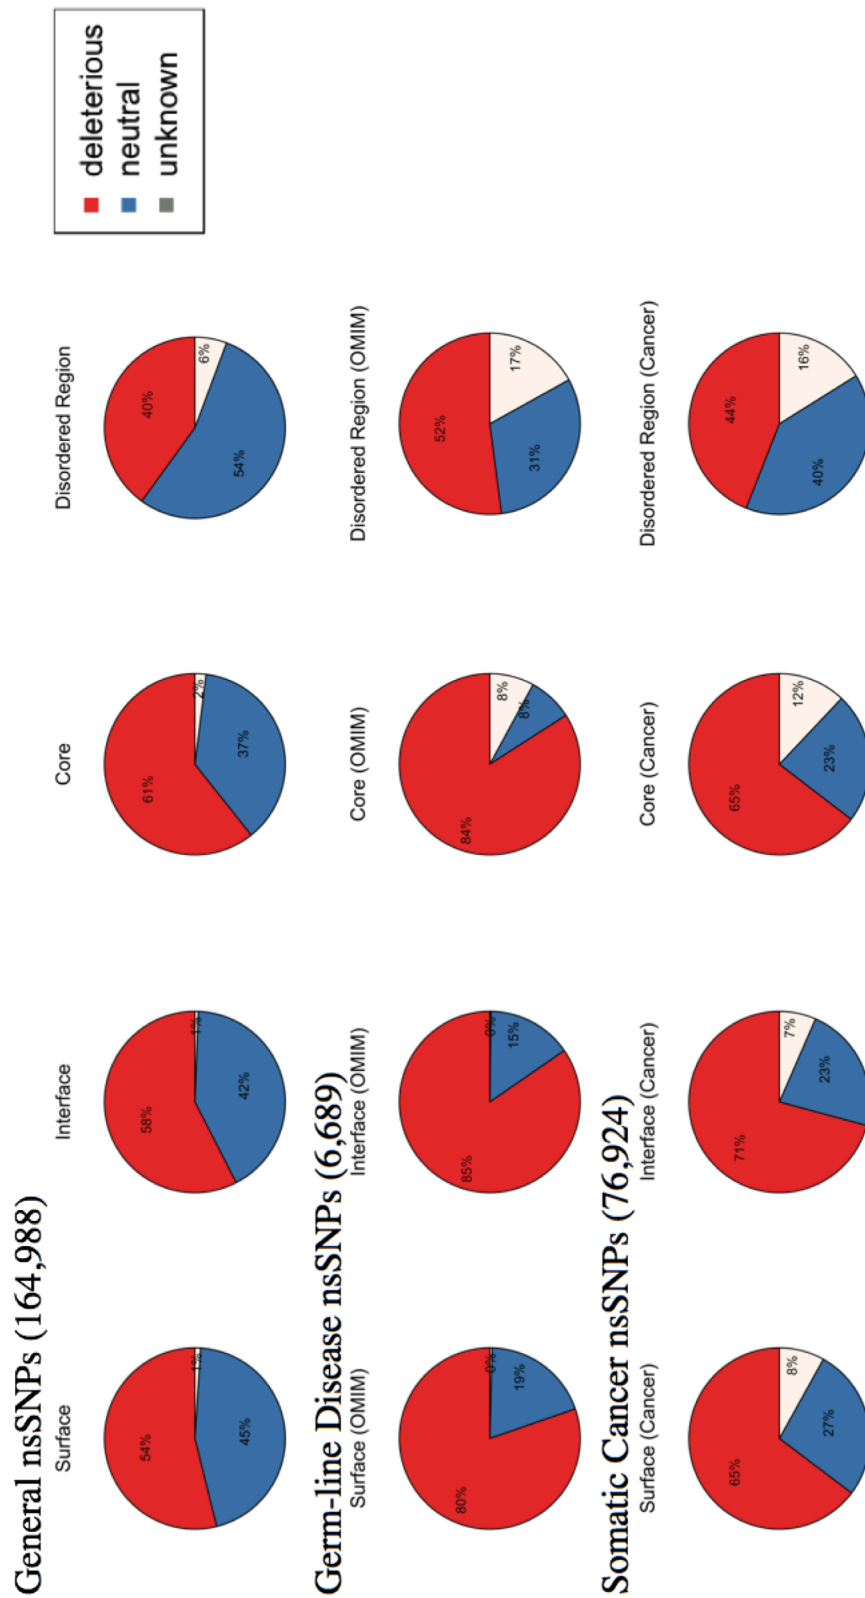 General nsSNPs (164,988)
Surface
Interface
Core
Disordered Region
deleterious
neutral
unknown
54%
45%
1%
58%
42%
1%
61%
37%
2%
40%
54%
6%
Germ-line Disease nsSNPs (6,689)
Surface (OMIM)
Interface (OMIM)
Core (OMIM)
Disordered Region (OMIM)
80%
19%
0%
85%
15%
0%
84%
8%
8%
52%
31%
17%
Somatic Cancer nsSNPs (76,924)
Surface (Cancer)
Interface (Cancer)
Core (Cancer)
Disordered Region (Cancer)
65%
27%
8%
71%
23%
7%
65%
23%
12%
44%
40%
16%